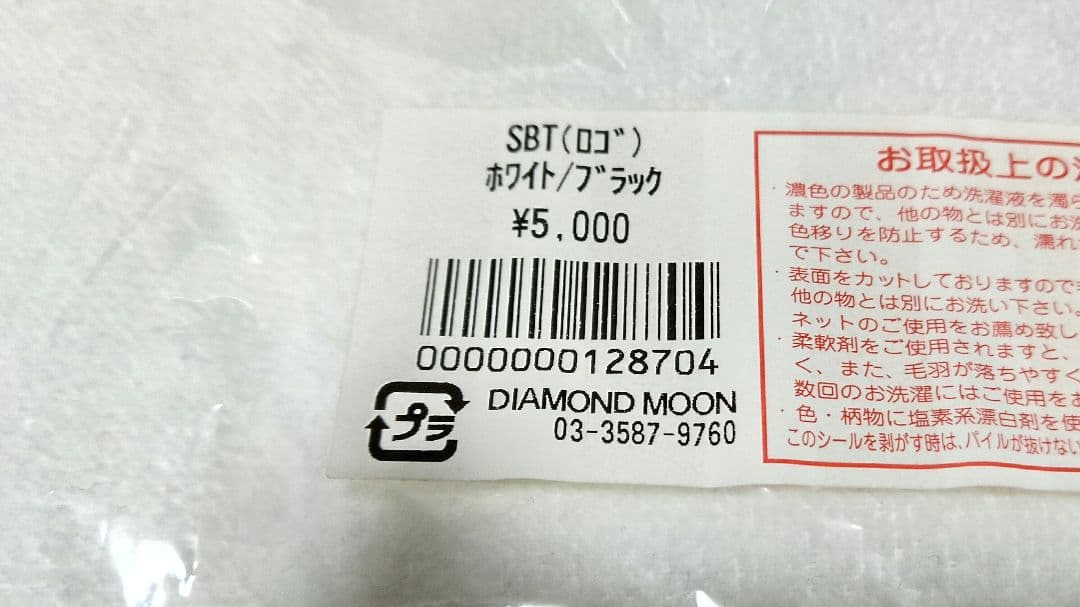 SBT(ﾛｺﾞ)
ﾎﾜｲﾄ/ﾌﾞﾗｯｸ
¥5,000
0000000128704
プラ
DIAMOND MOON
03-3587-9760
お取扱上の
・濃色の製品のため洗濯液を濁ら
ますので、他の物とは別にお洗
色移りを防止するため、濡れ
で下さい。
・表面をカットしておりますので
他の物とは別にお洗い下さい。
ネットのご使用をお薦め致し
・柔軟剤をご使用されますと、
く、また、毛羽が落ちやすく
数回のお洗濯にはご使用を
・色・柄物に塩素系漂白剤を使
このシールを剥がす時は、パイルが抜けない